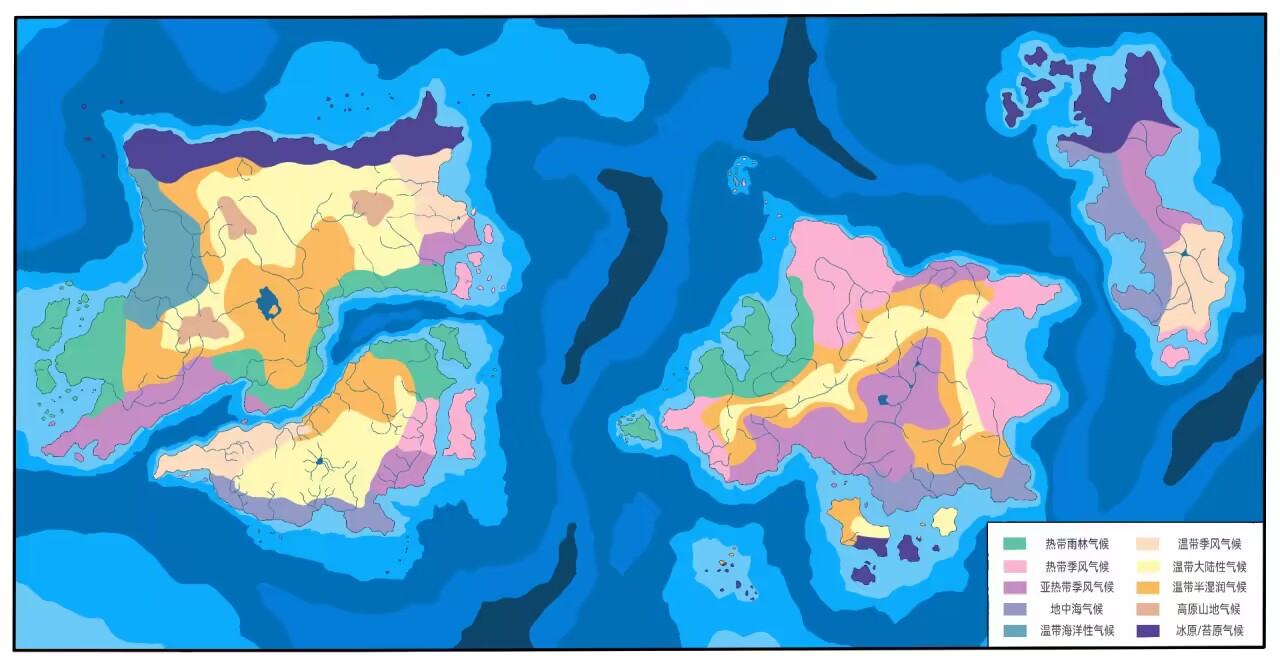 热带雨林气候 温带季风气候
热带季风气候 温带大陆性气候
亚热带季风气候 温带半湿润气候
地中海气候 高原山地气候
温带海洋性气候 冰原/苔原气候